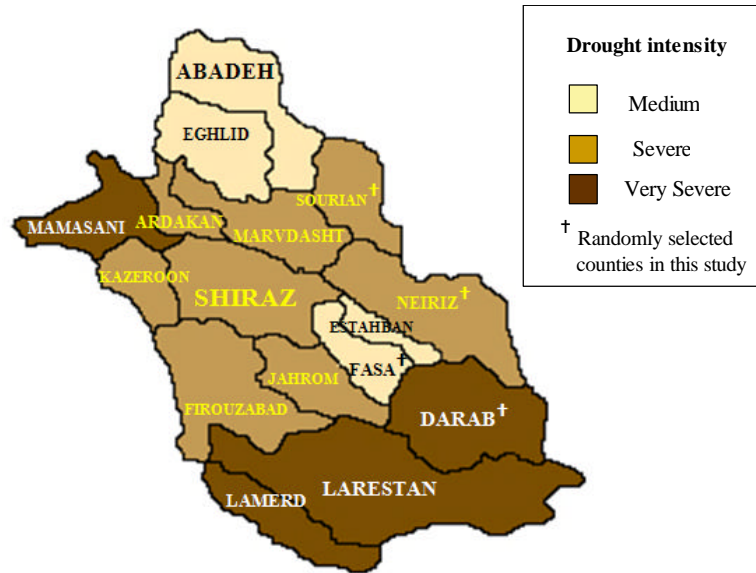 ABADEH
EGHLID
SOURIAN †
MAMASANI
ARDAKAN
MARVDASHT
KAZEROON
SHIRAZ
NEIRIZ †
ESTAHBAN
FASA †
JAHROM
FIROUZABAD
DARAB †
LARESTAN
LAMERD
Drought intensity
Medium
Severe
Very Severe
† Randomly selected
counties in this study